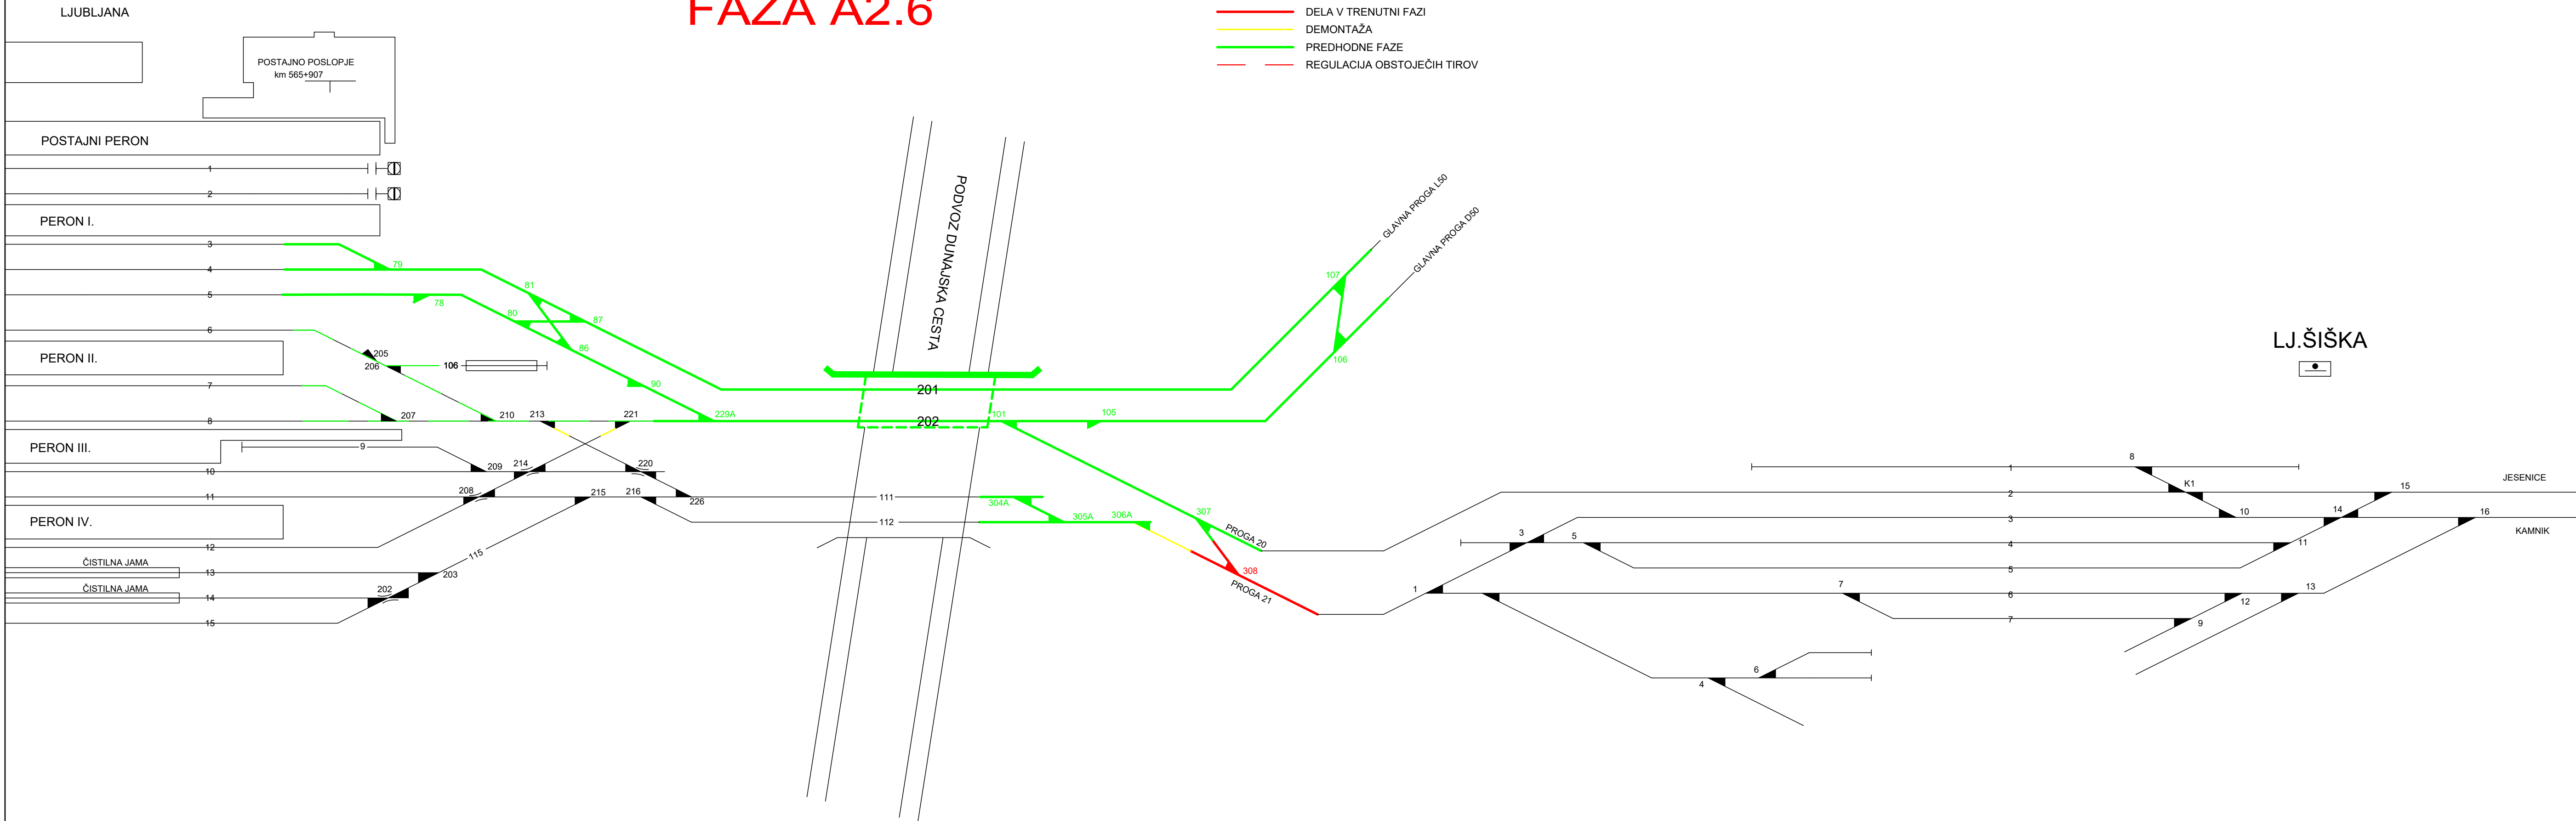 LJUBLJANA
FAZA A2.6
DELA V TRENUTNI FAZI
DEMONTAŽA
PREDHODNE FAZE
REGULACIJA OBSTOJEČIH TIROV
POSTAJNO POSLOPJE
km 565+907
POSTAJNI PERON
1
2
PERON I.
3
4
5
6
PERON II.
7
8
PERON III.
9
10
11
PERON IV.
12
ČISTILNA JAMA
13
ČISTILNA JAMA
14
15
79
78
81
80
87
86
90
229A
205
206
106
207
210
213
221
209
214
220
208
215
216
226
115
203
202
PODVOZ DUNAJSKA CESTA
201
202
101
105
111
112
304A
305A
306A
307
308
PROGA 20
PROGA 21
107
106
GLAVNA PROGA L50
GLAVNA PROGA D50
LJ.ŠIŠKA
1
8
2
K1
15
JESENICE
3
10
14
16
KAMNIK
3
5
4
11
5
1
7
6
12
13
7
9
4
6